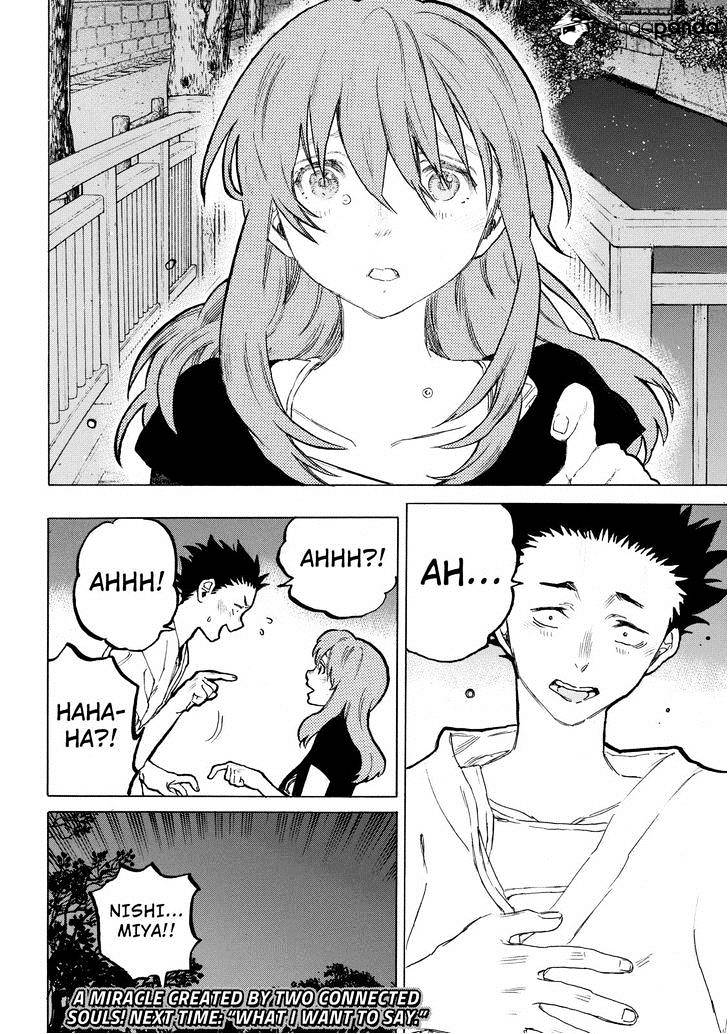 mangapanda
AH...
AHHH?!
AHHH!
HAHA-
HA?!
NISHI...
MIYA!!
A MIRACLE CREATED BY TWO CONNECTED
SOULS! NEXT TIME: “WHAT I WANT TO SAY.”